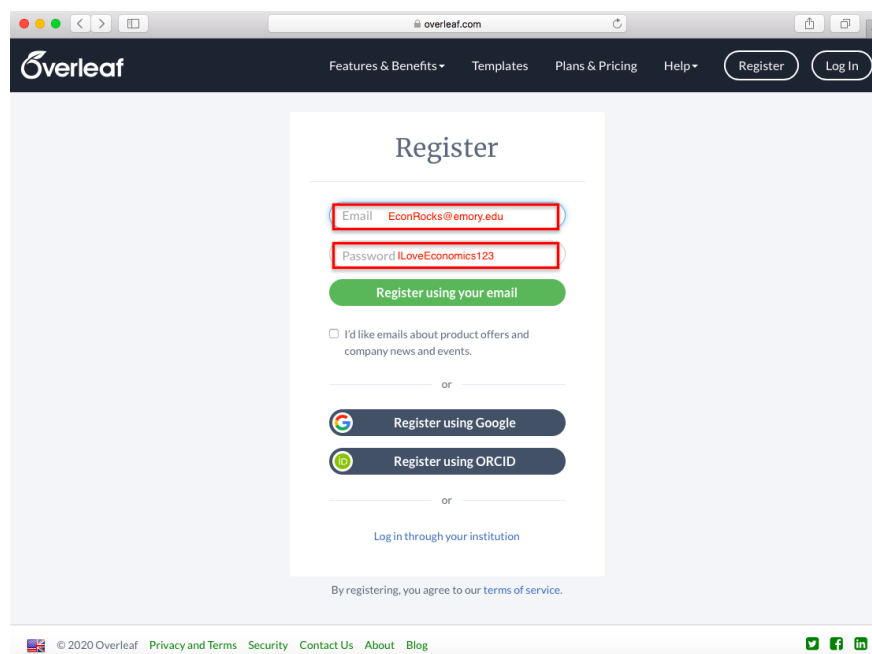 overleaf.com
Overleaf
Features & Benefits Templates Plans & Pricing Help Register Log In
Register
Email EconRocks@emory.edu
Password ILoveEconomics123
Register using your email
I'd like emails about product offers and
company news and events.
or
G Register using Google
iD Register using ORCID
or
Log in through your institution
By registering, you agree to our terms of service.
© 2020 Overleaf Privacy and Terms Security Contact Us About Blog